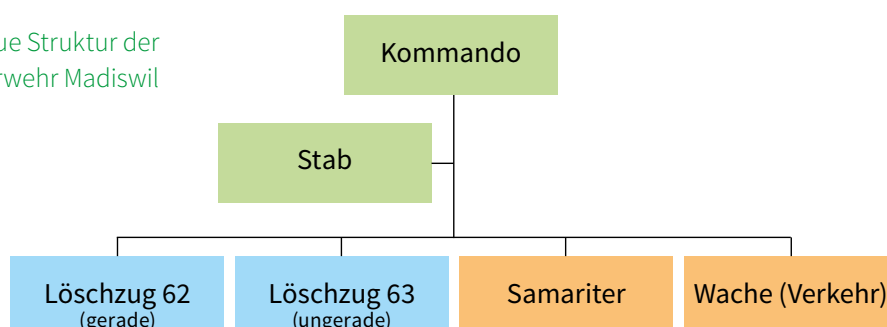 ue Struktur der
rwehr Madiswil
Kommando
Stab
Löschzug 62
(gerade)
Löschzug 63
(ungerade)
Samariter
Wache (Verkehr)